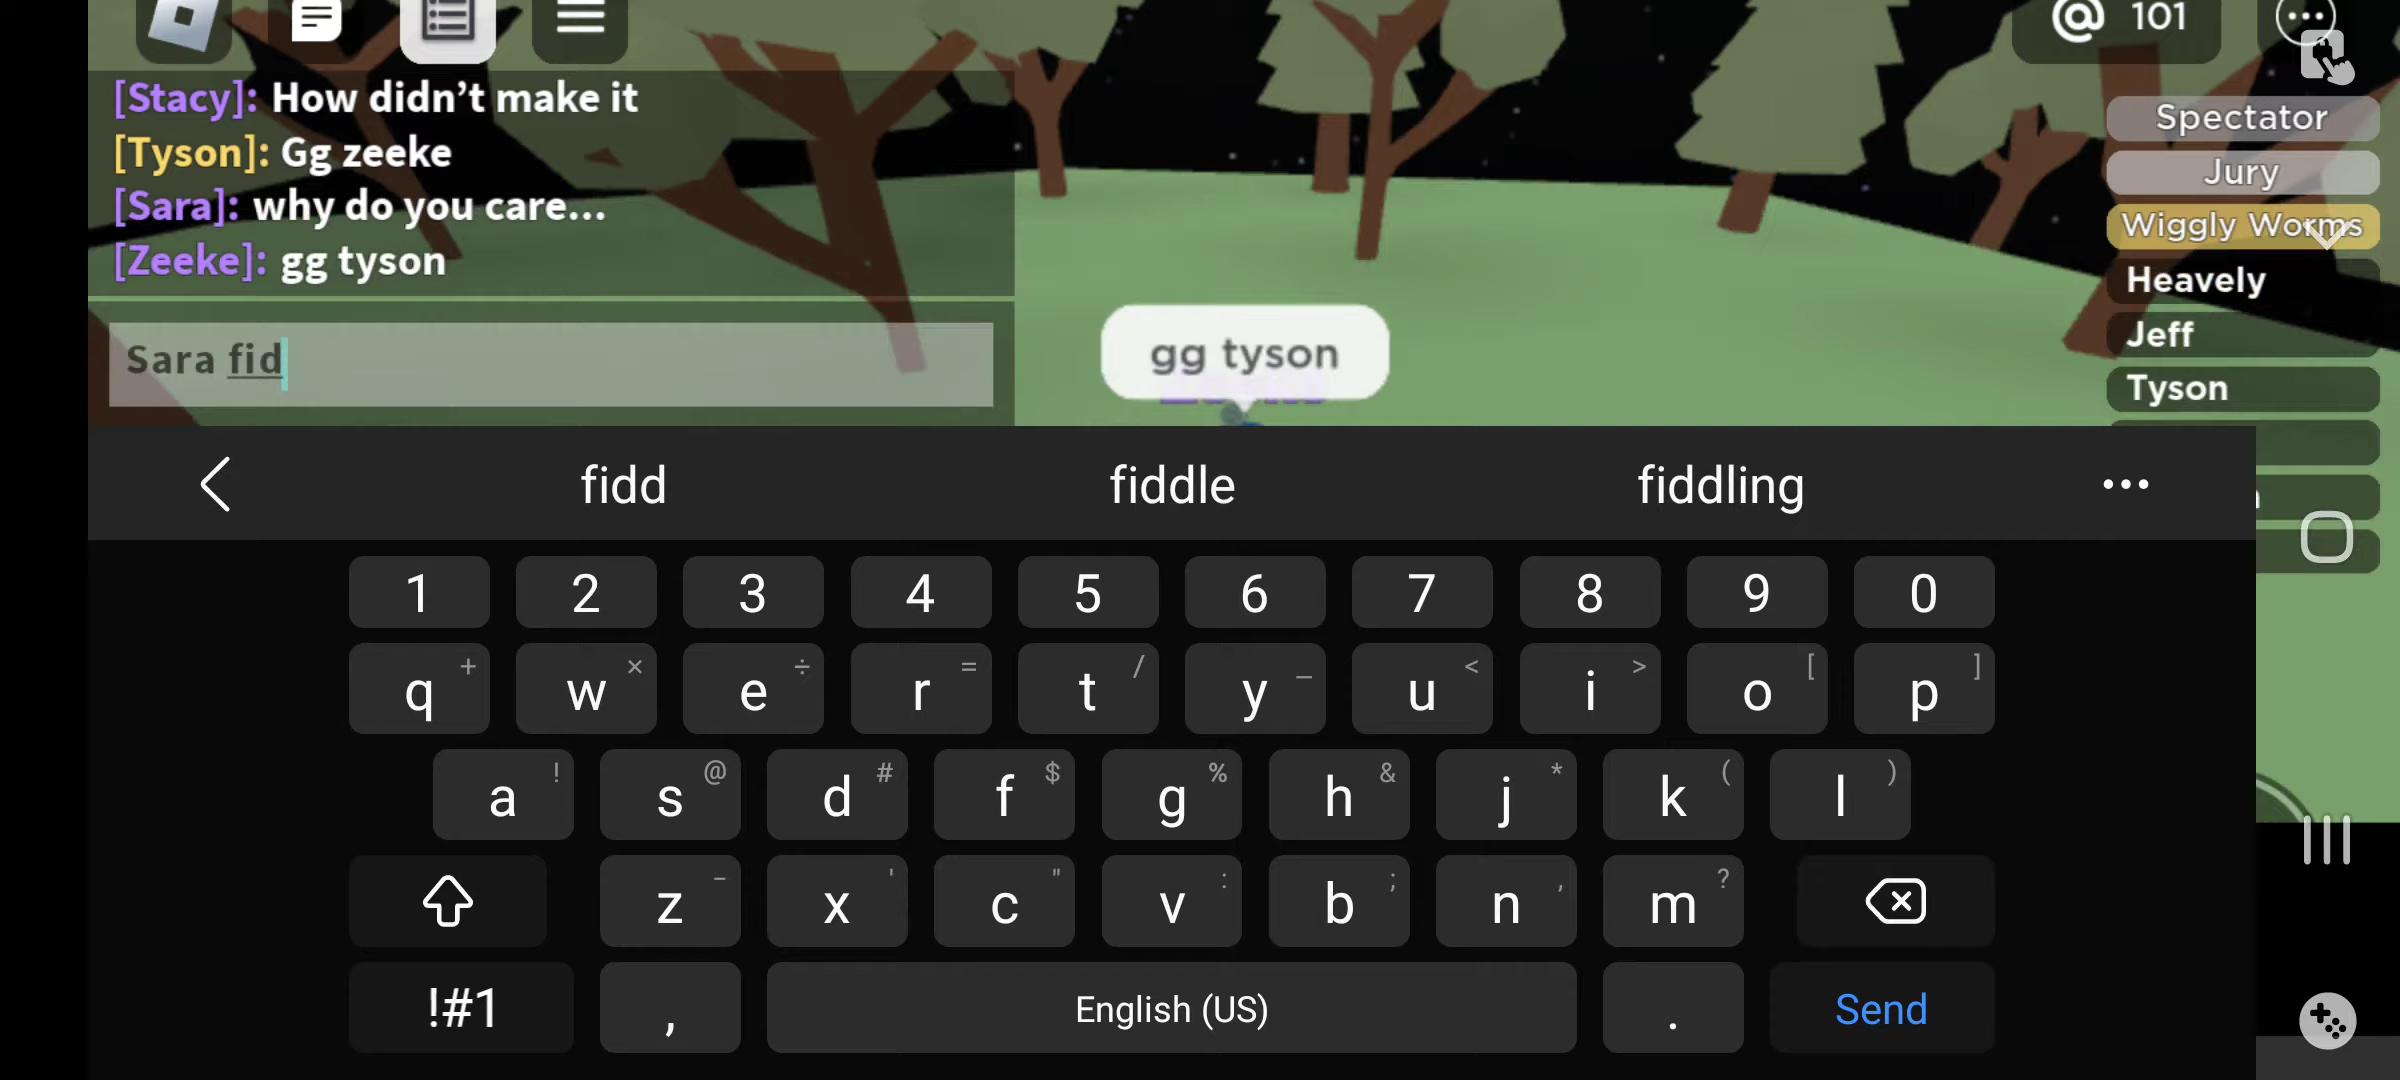 @ 101
[Stacy]: How didn’t make it
[Tyson]: Gg zeeke
[Sara]: why do you care...
[Zeeke]: gg tyson
Sara fid
gg tyson
Spectator
Jury
Wiggly Worms
Heavely
Jeff
Tyson
fidd fiddle fiddling
1 2 3 4 5 6 7 8 9 0
q + w × e ÷ r = t / y _ u < i > o [ p ]
a ! s @ d # f $ g % h & j * k ( l )
z - x ' c " v : b ; n , m ?
!#1 , English (US) . Send